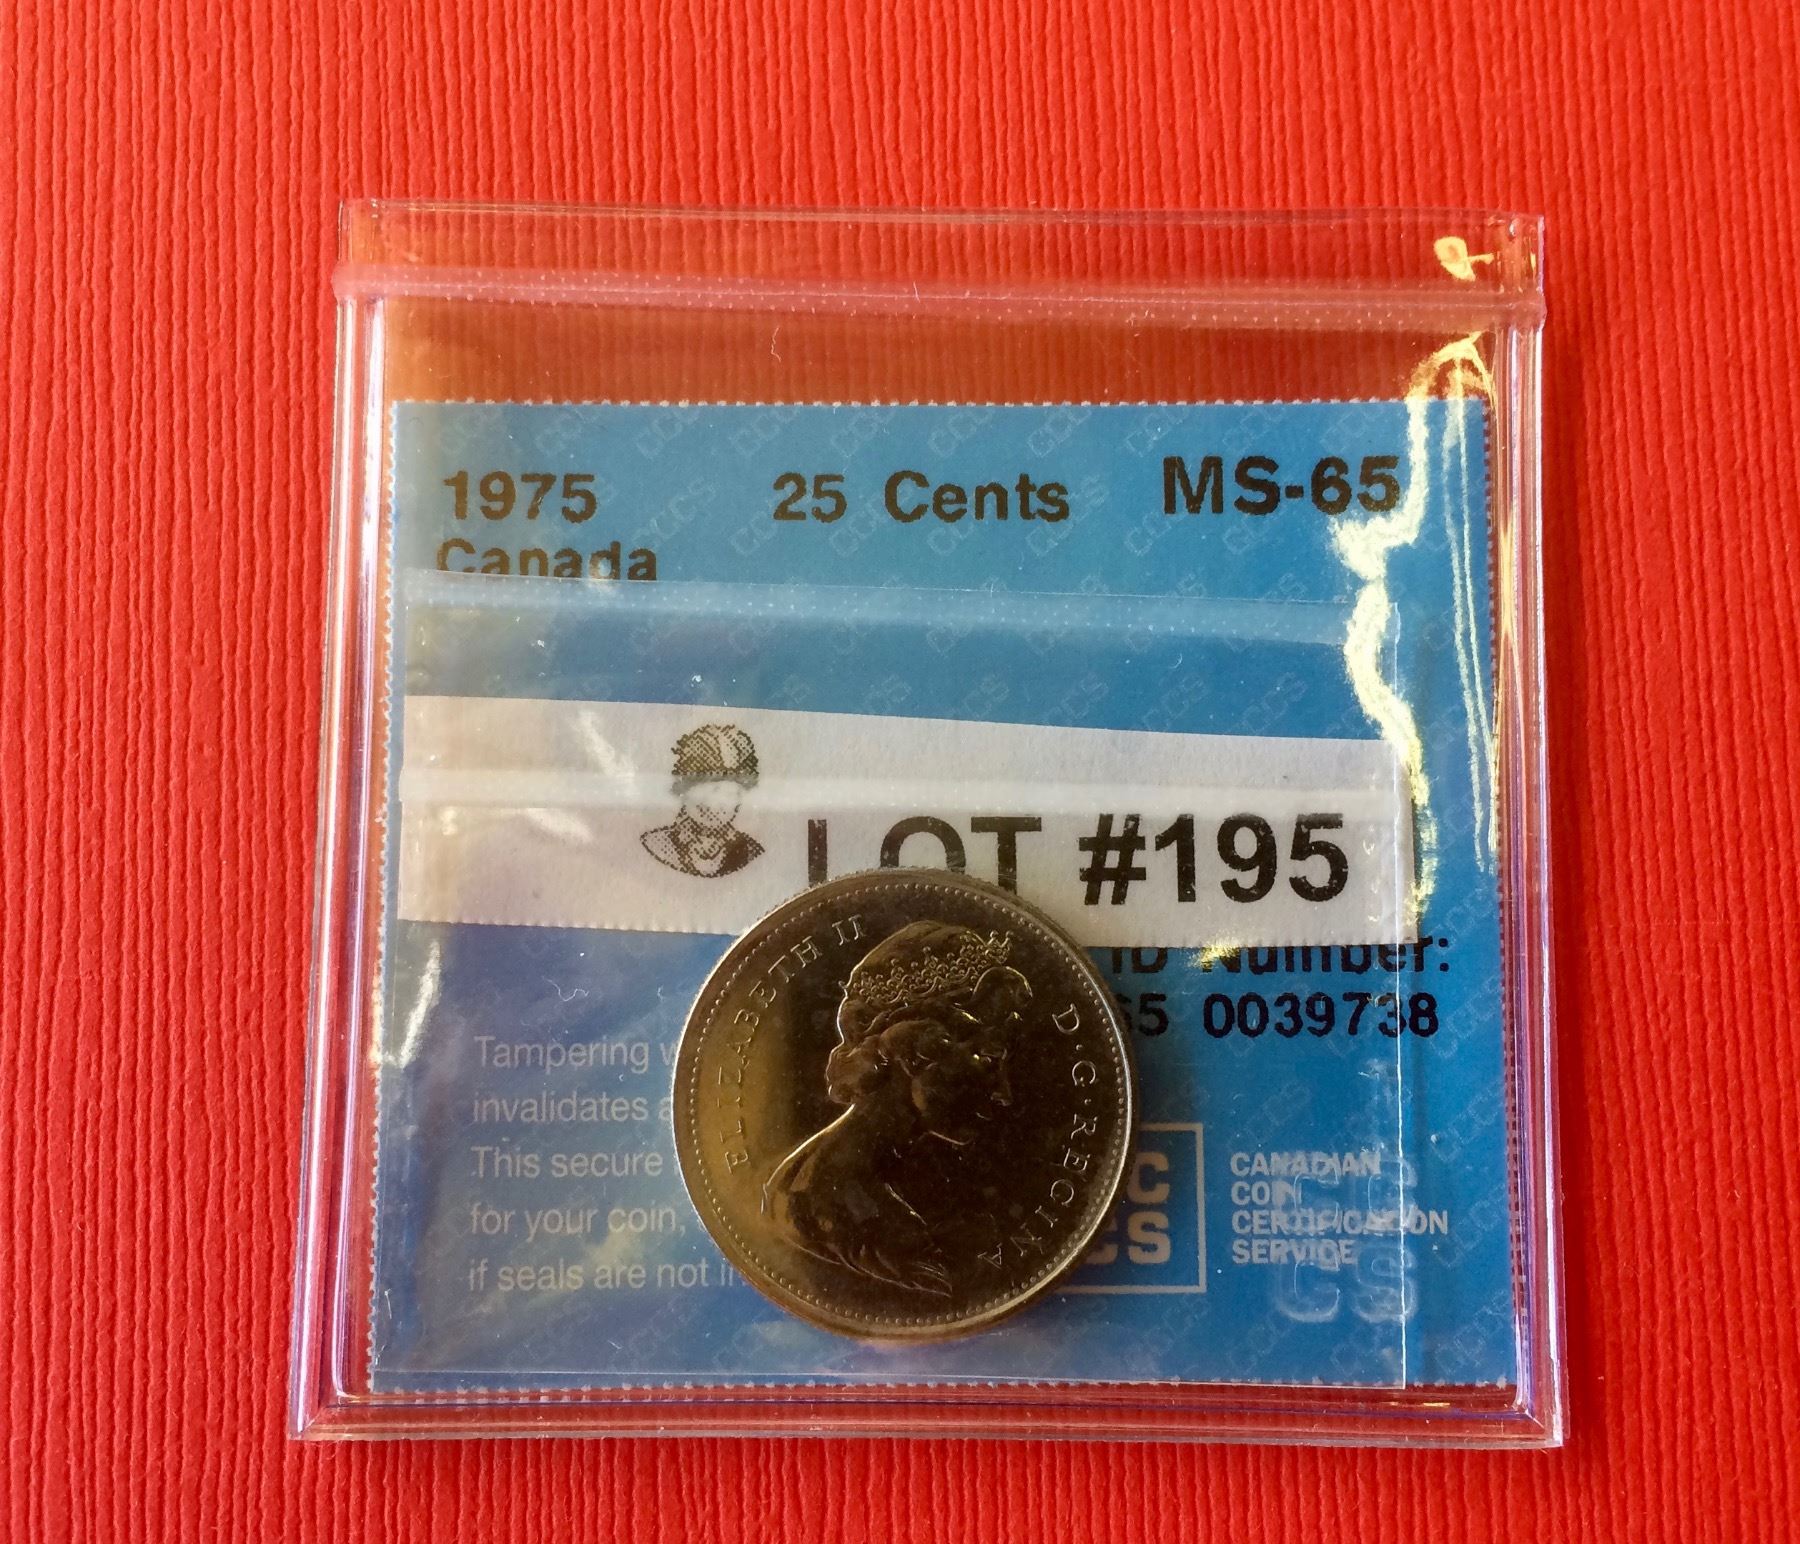 1975 25 Cents MS-65
Canada
LOT #195
ID Number:
65 0039738
Tampering
invalidates
This secure
for your coin,
if seals are not
CANADIAN
COIN
CERTIFICATION
SERVICE
ELIZABETH II D·G·REGINA